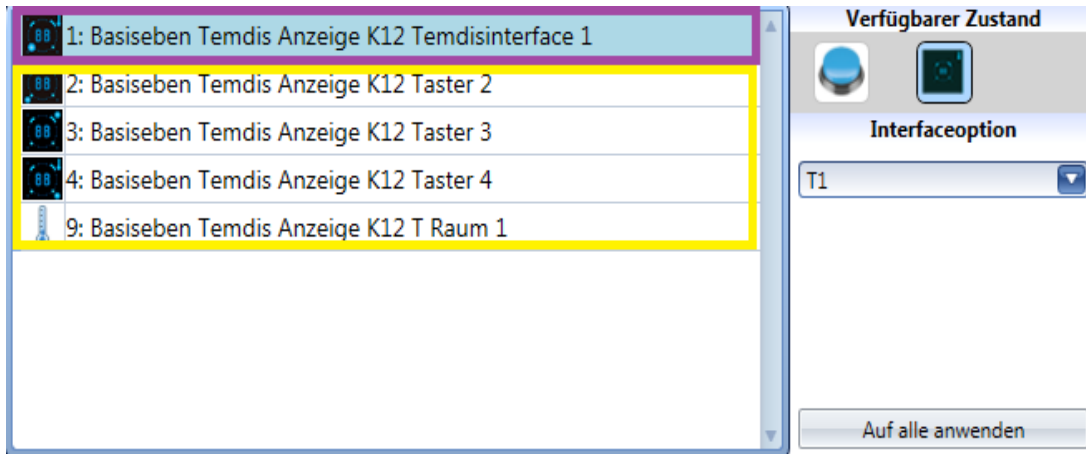 1: Basiseben Temdis Anzeige K12 Temdisinterface 1
2: Basiseben Temdis Anzeige K12 Taster 2
3: Basiseben Temdis Anzeige K12 Taster 3
4: Basiseben Temdis Anzeige K12 Taster 4
9: Basiseben Temdis Anzeige K12 T Raum 1
Verfügbarer Zustand
Interfaceoption
T1
Auf alle anwenden